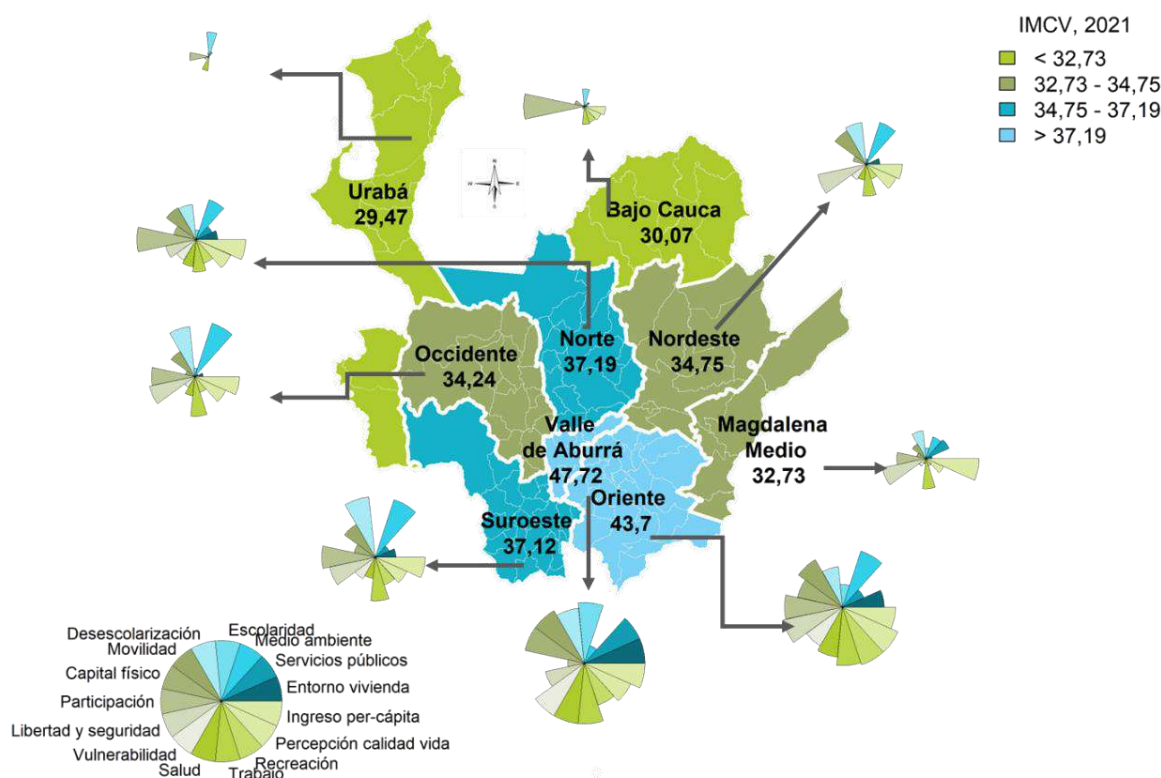 IMCV, 2021
< 32,73
32,73 - 34,75
34,75 - 37,19
> 37,19
N
W
E
S
Urabá
29,47
Bajo Cauca
30,07
Norte
37,19
Nordeste
34,75
Occidente
34,24
Valle
de Aburrá
47,72
Magdalena
Medio
32,73
Oriente
43,7
Suroeste
37,12
Escolaridad
Medio ambiente
Servicios públicos
Entorno vivienda
Ingreso per-cápita
Percepción calidad vida
Recreación
Trabajo
Salud
Vulnerabilidad
Libertad y seguridad
Participación
Capital físico
Movilidad
Desescolarización